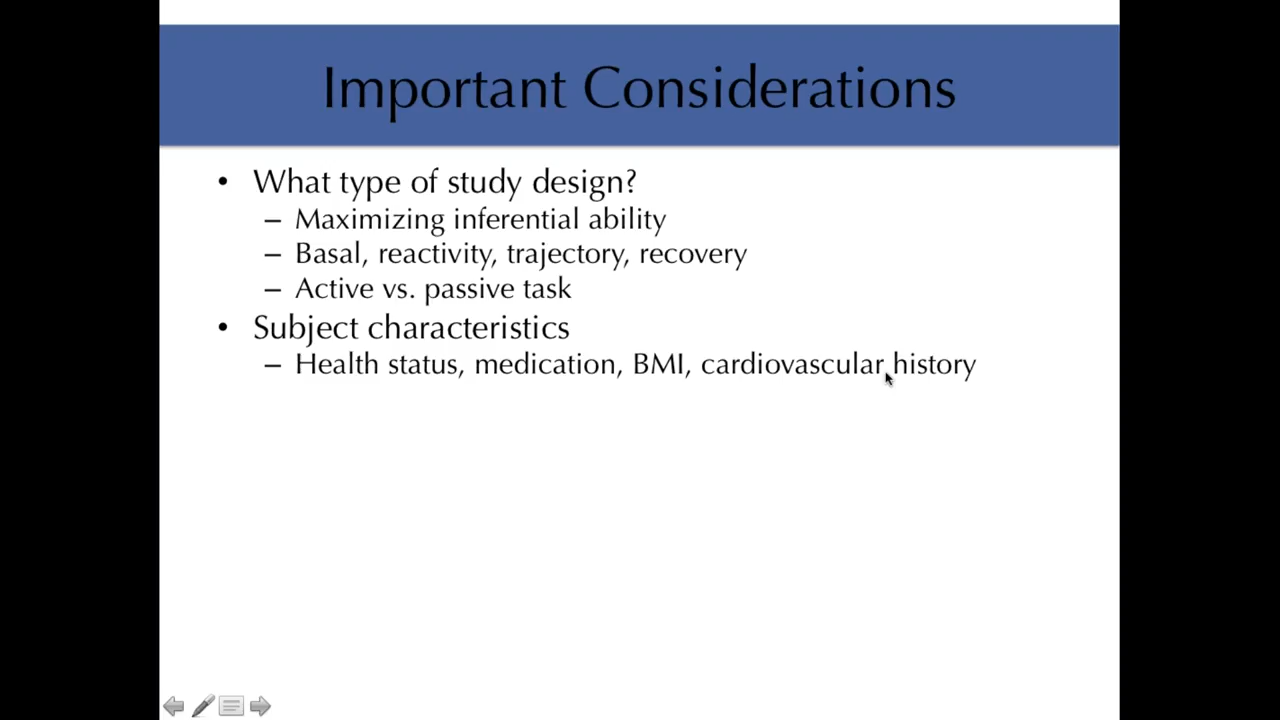 Important Considerations
• What type of study design?
– Maximizing inferential ability
– Basal, reactivity, trajectory, recovery
– Active vs. passive task
• Subject characteristics
– Health status, medication, BMI, cardiovascular history